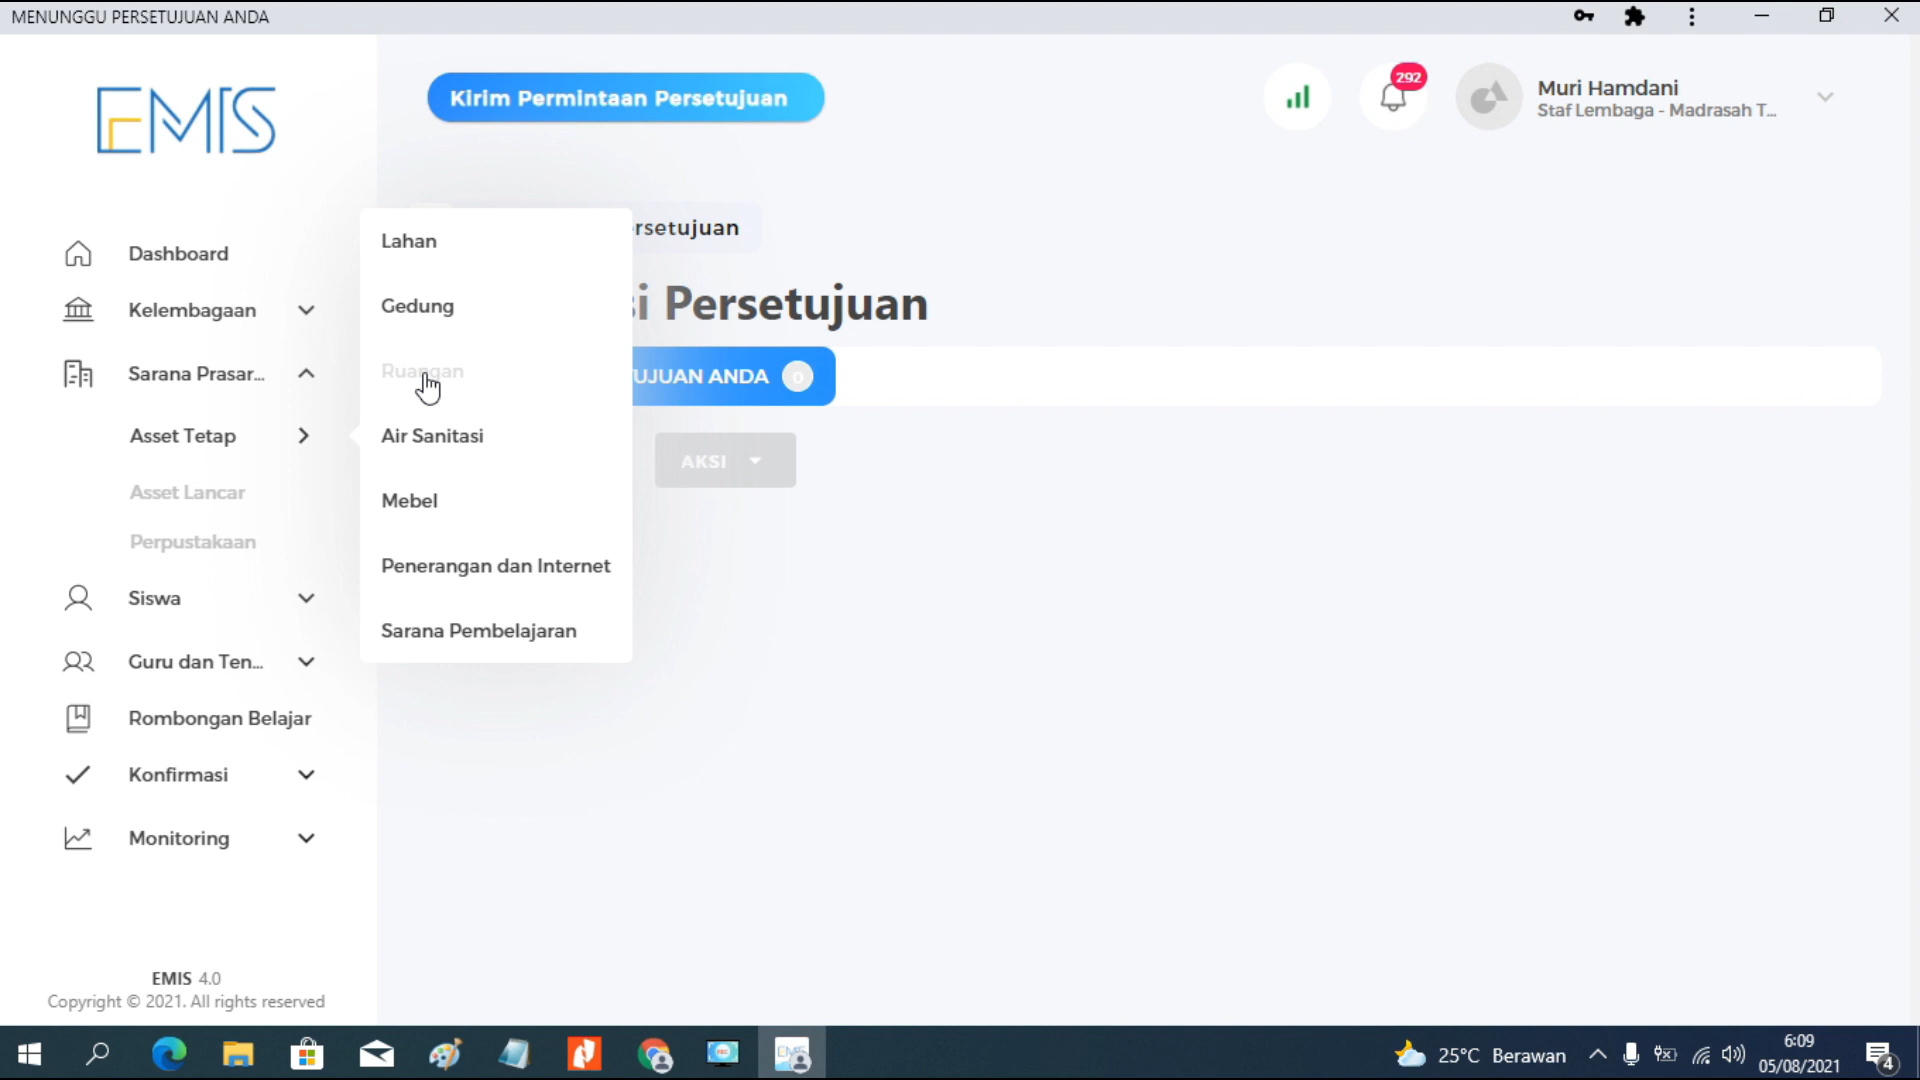 MENUNGGU PERSETUJUAN ANDA
EMIS
Kirim Permintaan Persetujuan
292
Muri Hamdani
Staf Lembaga - Madrasah T...
Dashboard
Kelembagaan
Sarana Prasar...
Asset Tetap
Asset Lancar
Perpustakaan
Siswa
Guru dan Ten...
Rombongan Belajar
Konfirmasi
Monitoring
Lahan
Gedung
Ruangan
Air Sanitasi
Mebel
Penerangan dan Internet
Sarana Pembelajaran
rsetujuan
si Persetujuan
UJUAN ANDA 0
AKSI
EMIS 4.0
Copyright © 2021. All rights reserved
25°C Berawan
6:09
05/08/2021
4